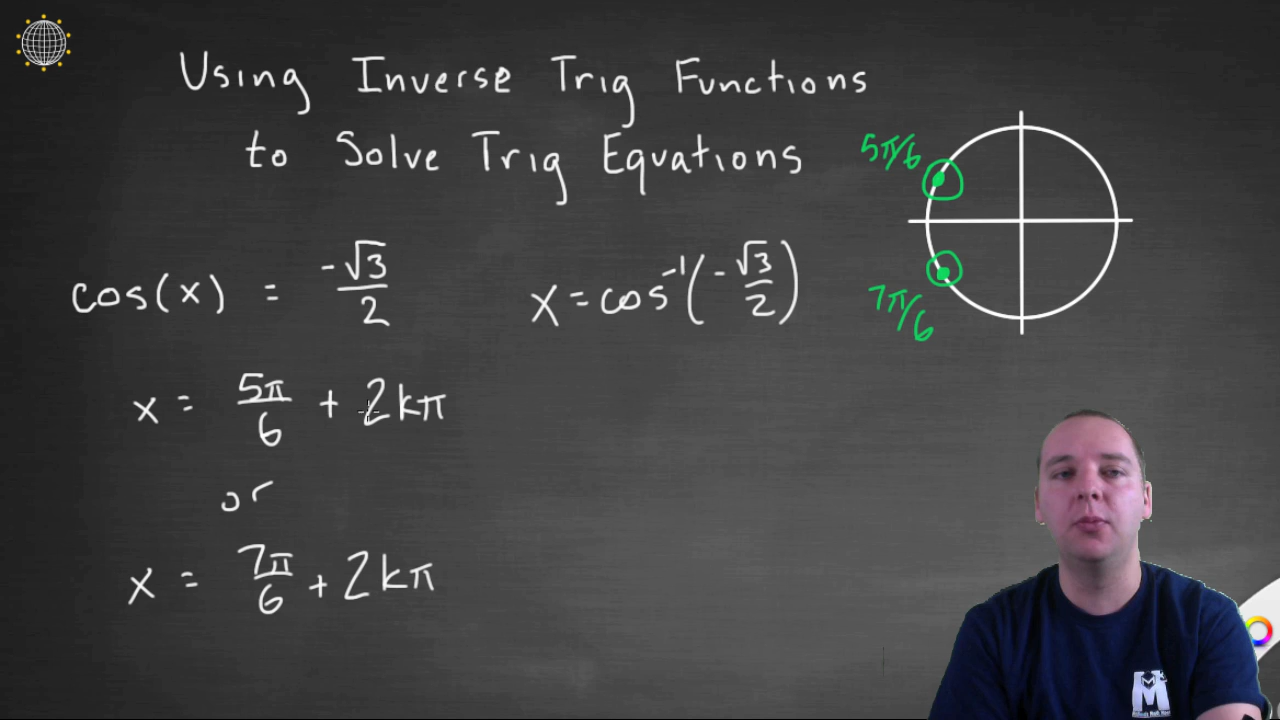 Using Inverse Trig Functions
to Solve Trig Equations
cos(x) = -√3/2
x = cos⁻¹(-√3/2)
5π/6
7π/6
x = 5π/6 + 2kπ
or
x = 7π/6 + 2kπ
M